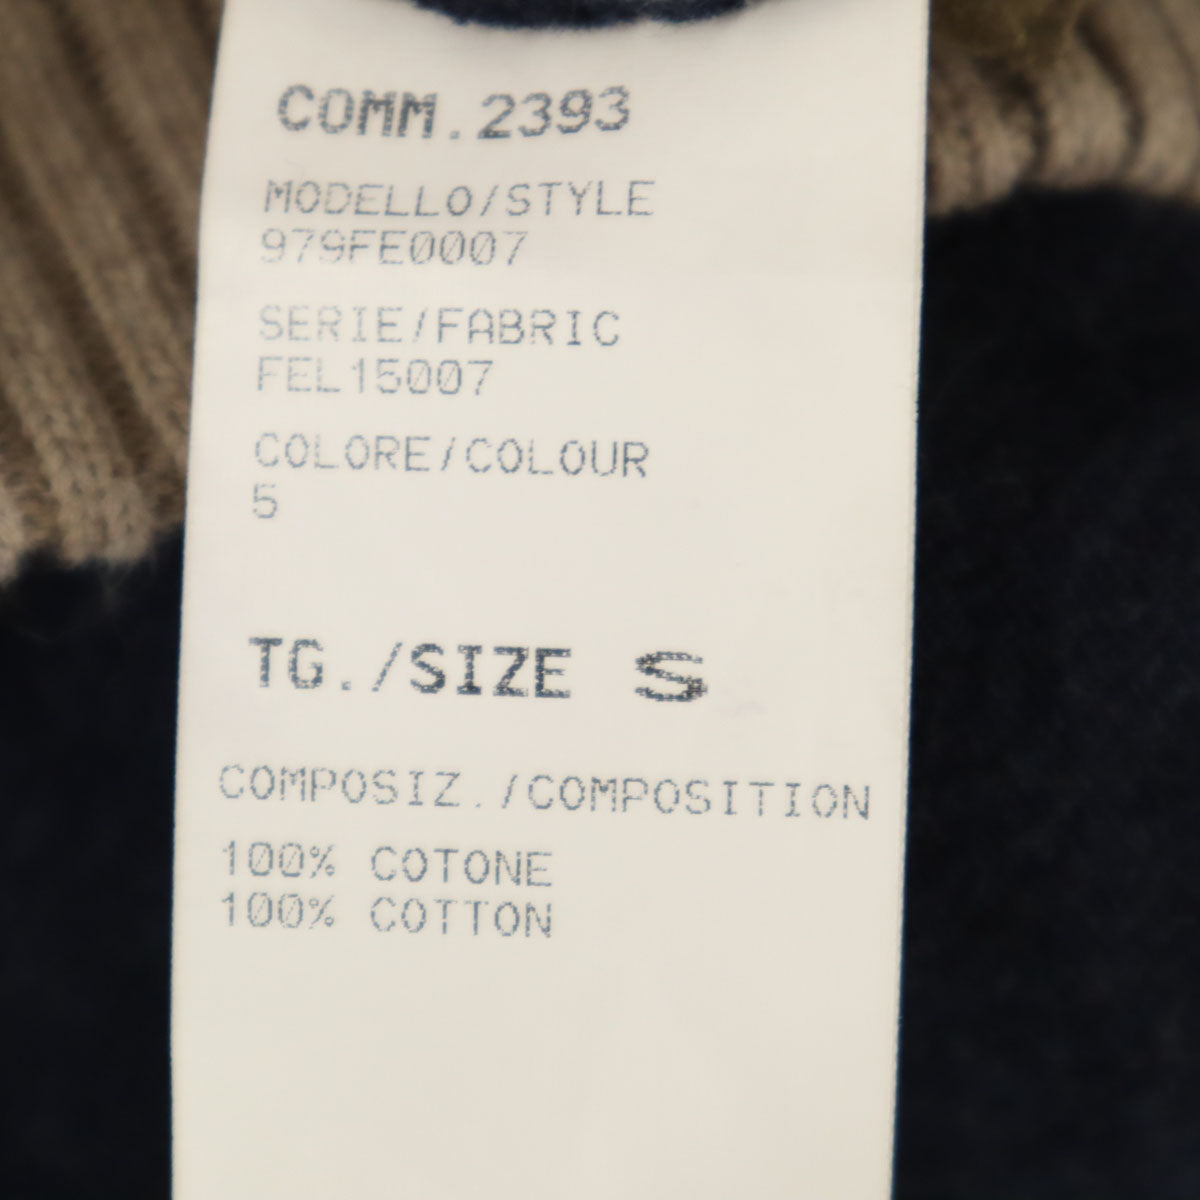 COMM.2393
MODELLO/STYLE
979FE0007
SERIE/FABRIC
FEL15007
COLORE/COLOUR
5
TG./SIZE S
COMPOSIZ./COMPOSITION
100% COTONE
100% COTTON